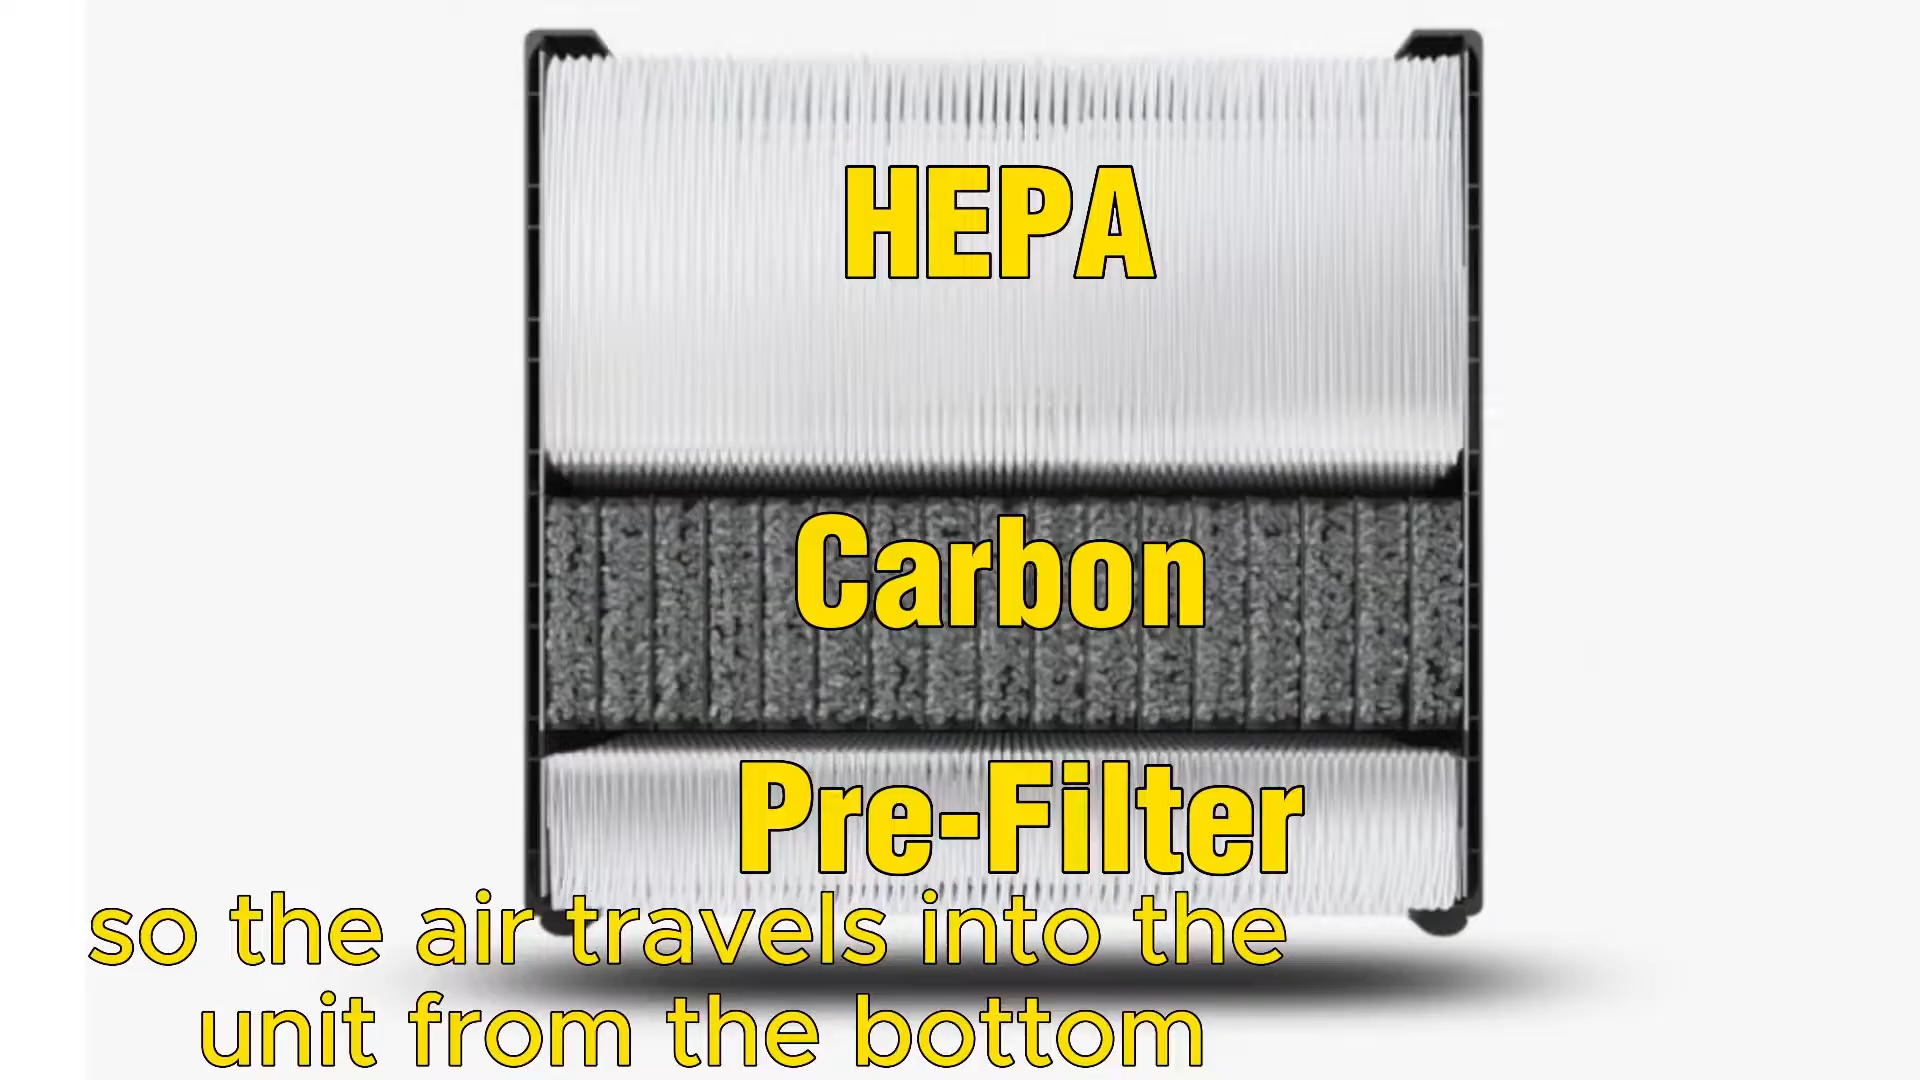 HEPA
Carbon
Pre-Filter
so the air travels into the
unit from the bottom